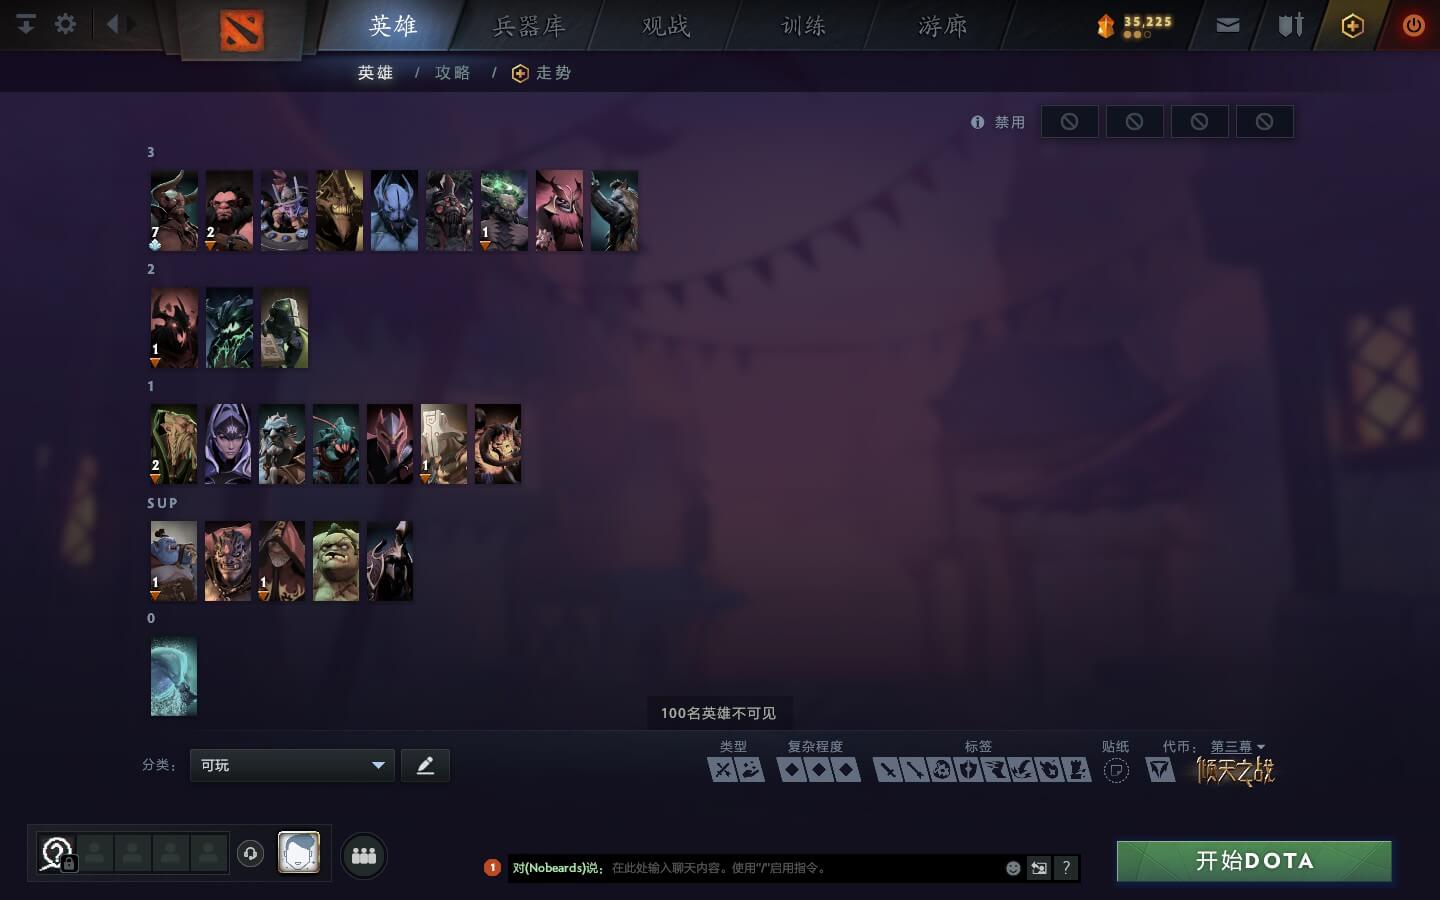 英雄 兵器库 观战 训练 游廊 35,225
英雄 / 攻略 / 走势
禁用
3
7 2 1
2
1
1
2 1
SUP
1 1
0
100名英雄不可见
类型 复杂程度 标签 贴纸 代币： 第三幕
分类： 可玩
倾天之战
1 对(Nobeards)说： 在此处输入聊天内容。使用“/”启用指令。 ?
开始DOTA